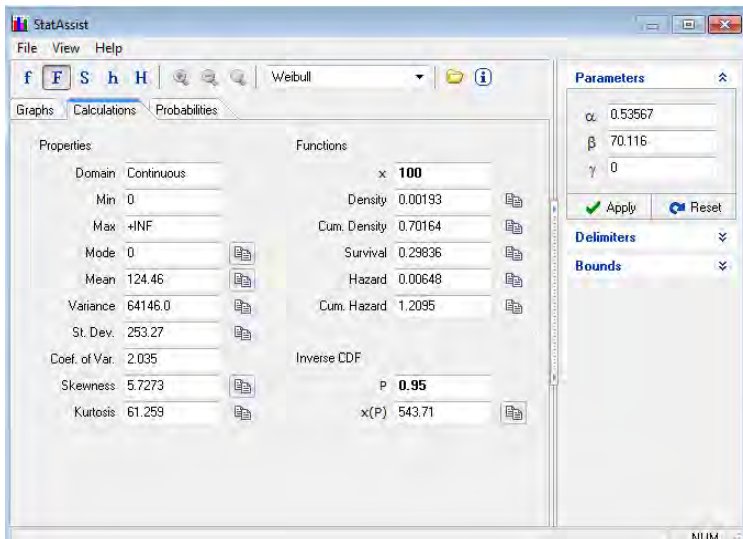 StatAssist
File View Help
f F S h H Weibull
Graphs Calculations Probabilities
Properties
Domain Continuous
Min 0
Max +INF
Mode 0
Mean 124.46
Variance 64146.0
St. Dev. 253.27
Coef. of Var. 2.035
Skewness 5.7273
Kurtosis 61.259
Functions
x 100
Density 0.00193
Cum. Density 0.70164
Survival 0.29836
Hazard 0.00648
Cum. Hazard 1.2095
Inverse CDF
P 0.95
x(P) 543.71
Parameters
α 0.53567
β 70.116
γ 0
Apply Reset
Delimiters
Bounds
NUM